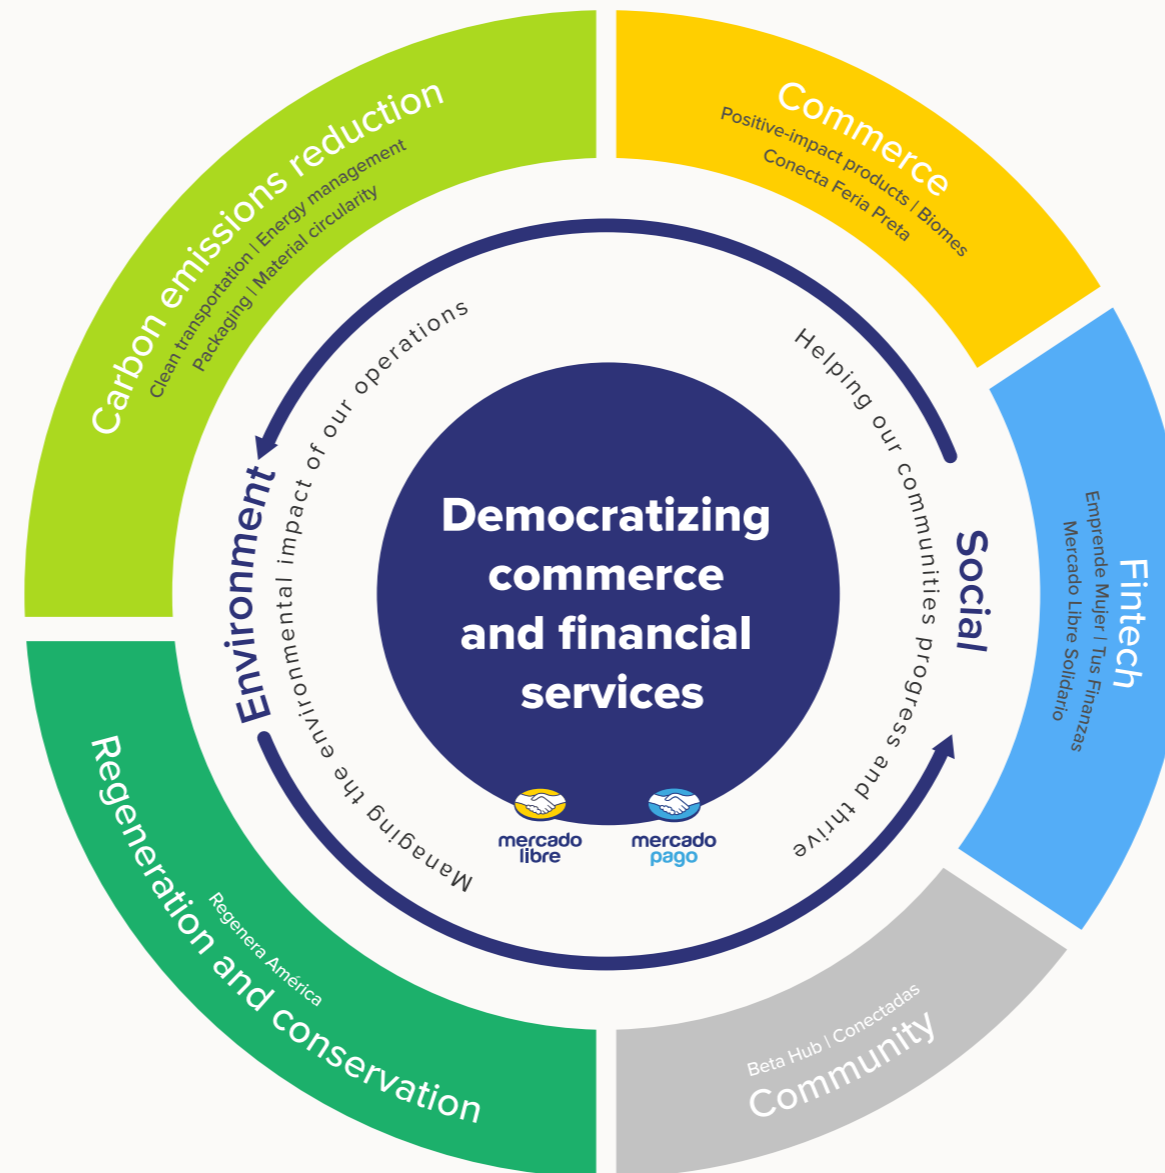 Carbon emissions reduction
Clean transportation | Energy management
Packaging | Material circularity
Commerce
Positive-impact products | Biomes
Conecta Feria Preta
Fintech
Emprende Mujer | Tus Finanzas
Mercado Libre Solidario
Beta Hub | Conectadas
Community
Regenera América
Regeneration and conservation
Environment
Managing the environmental impact of our operations
Social
Helping our communities progress and thrive
Democratizing
commerce
and financial
services
mercado
libre
mercado
pago